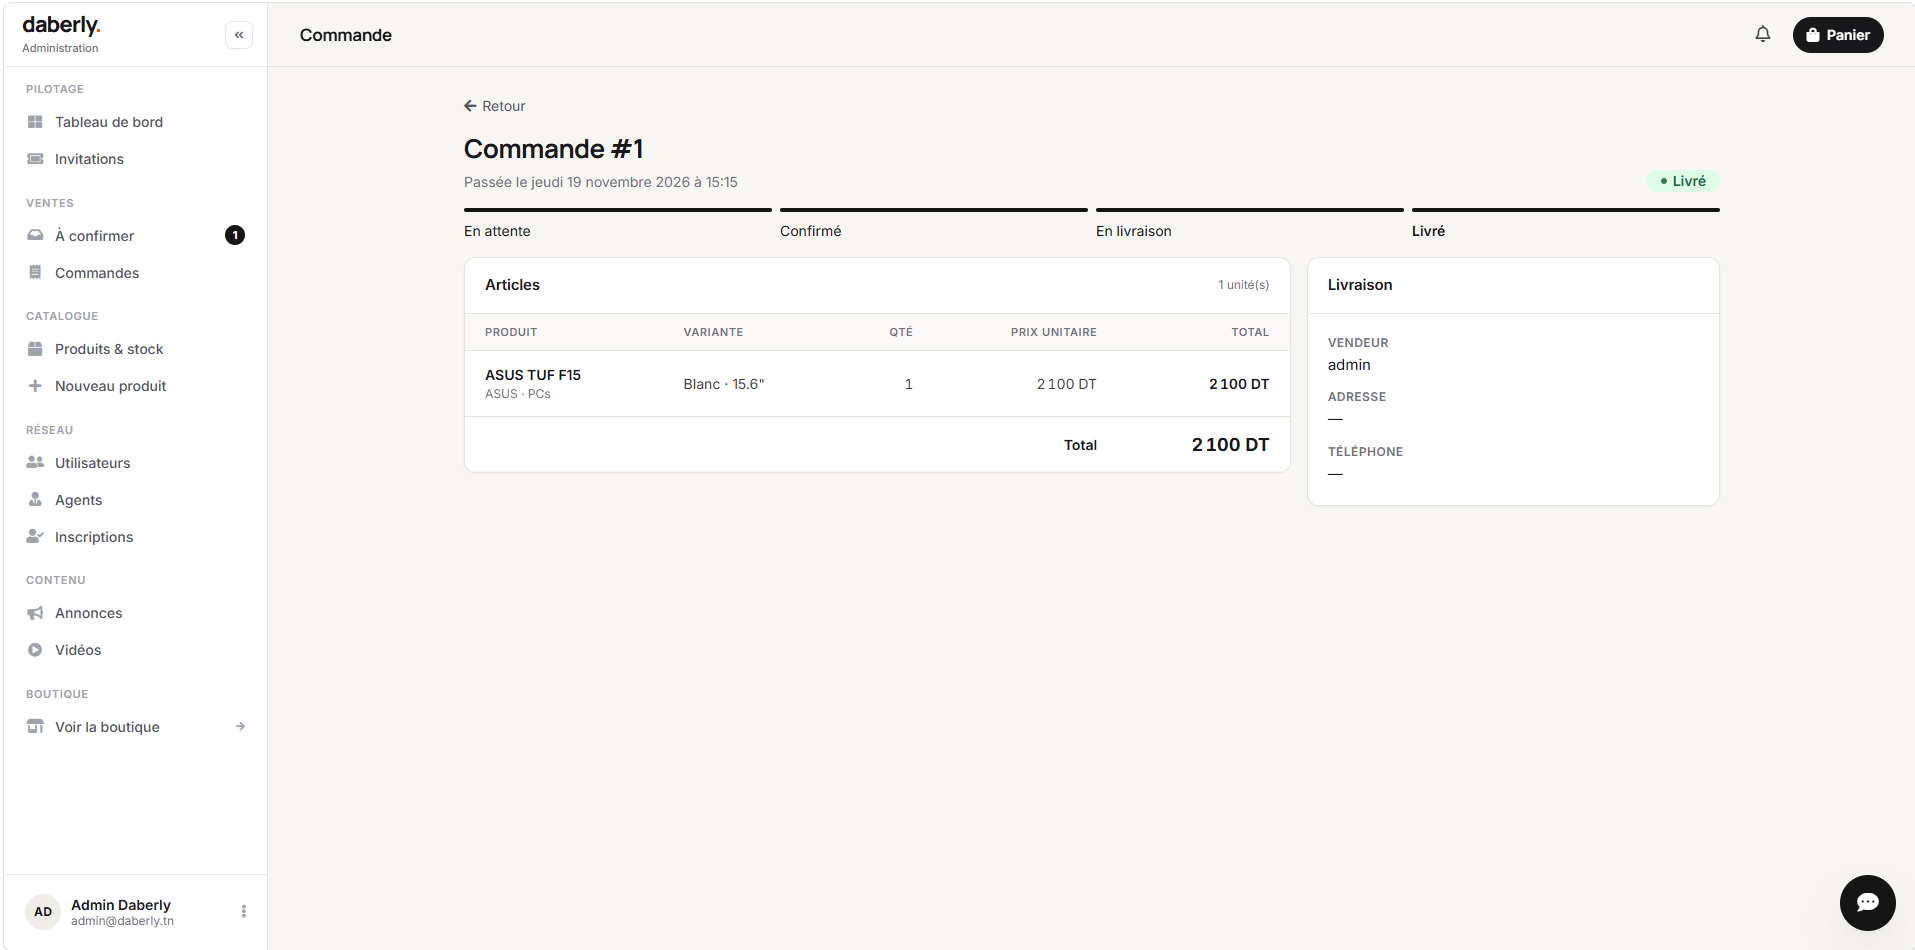 daberly.
Administration
«
Commande
Panier
PILOTAGE
Tableau de bord
Invitations
VENTES
À confirmer 1
Commandes
CATALOGUE
Produits & stock
Nouveau produit
RÉSEAU
Utilisateurs
Agents
Inscriptions
CONTENU
Annonces
Vidéos
BOUTIQUE
Voir la boutique →
AD
Admin Daberly
admin@daberly.tn
← Retour
Commande #1
Passée le jeudi 19 novembre 2026 à 15:15
• Livré
En attente Confirmé En livraison Livré
Articles 1 unité(s)
PRODUIT VARIANTE QTÉ PRIX UNITAIRE TOTAL
ASUS TUF F15
ASUS · PCs
Blanc · 15.6" 1 2 100 DT 2 100 DT
Total 2 100 DT
Livraison
VENDEUR
admin
ADRESSE
—
TÉLÉPHONE
—